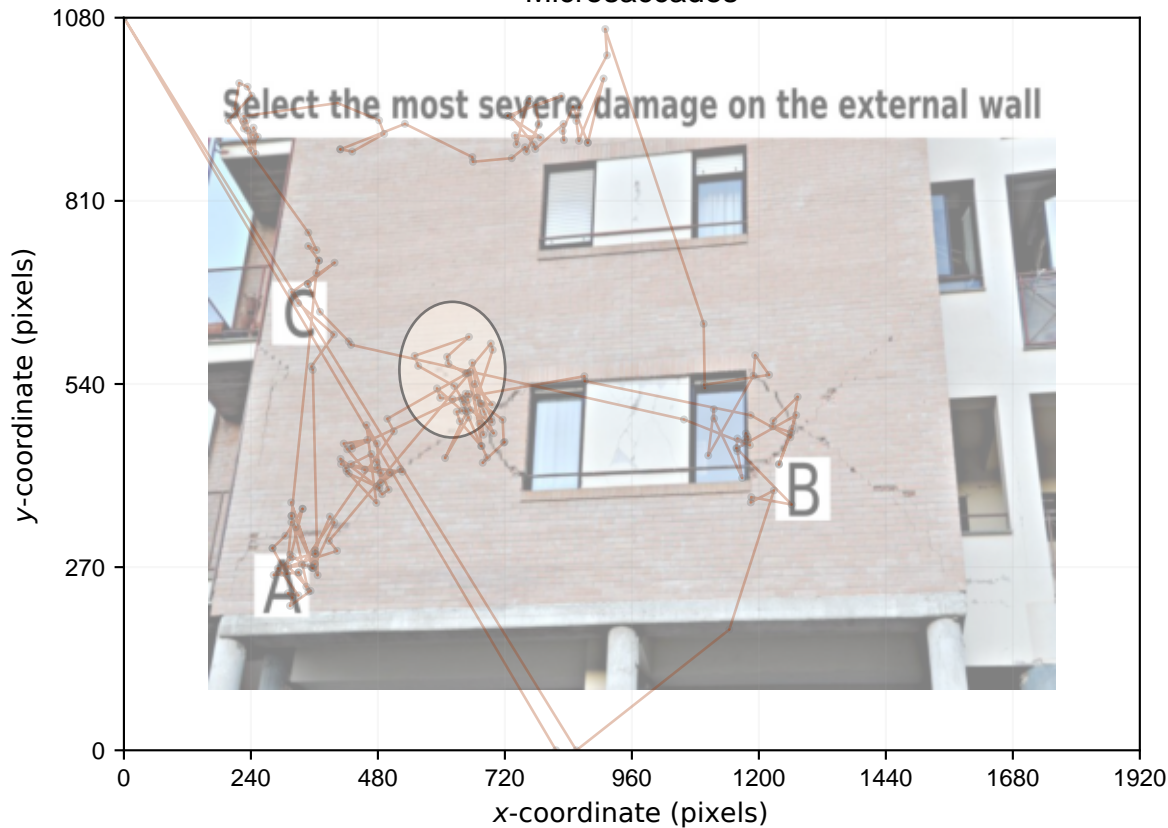 Microsaccades
1080
810
540
270
0
0 240 480 720 960 1200 1440 1680 1920
y-coordinate (pixels)
x-coordinate (pixels)
Select the most severe damage on the external wall
C
B
A